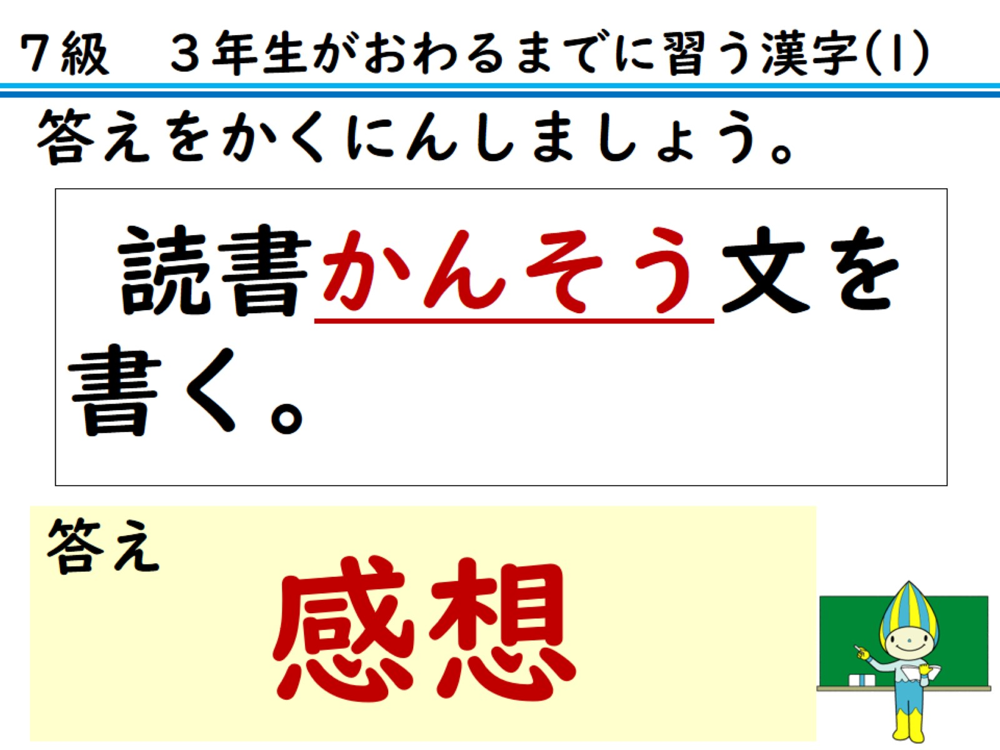 ７級　３年生がおわるまでに習う漢字(1)
答えをかくにんしましょう。
読書かんそう文を
書く。
答え
感想